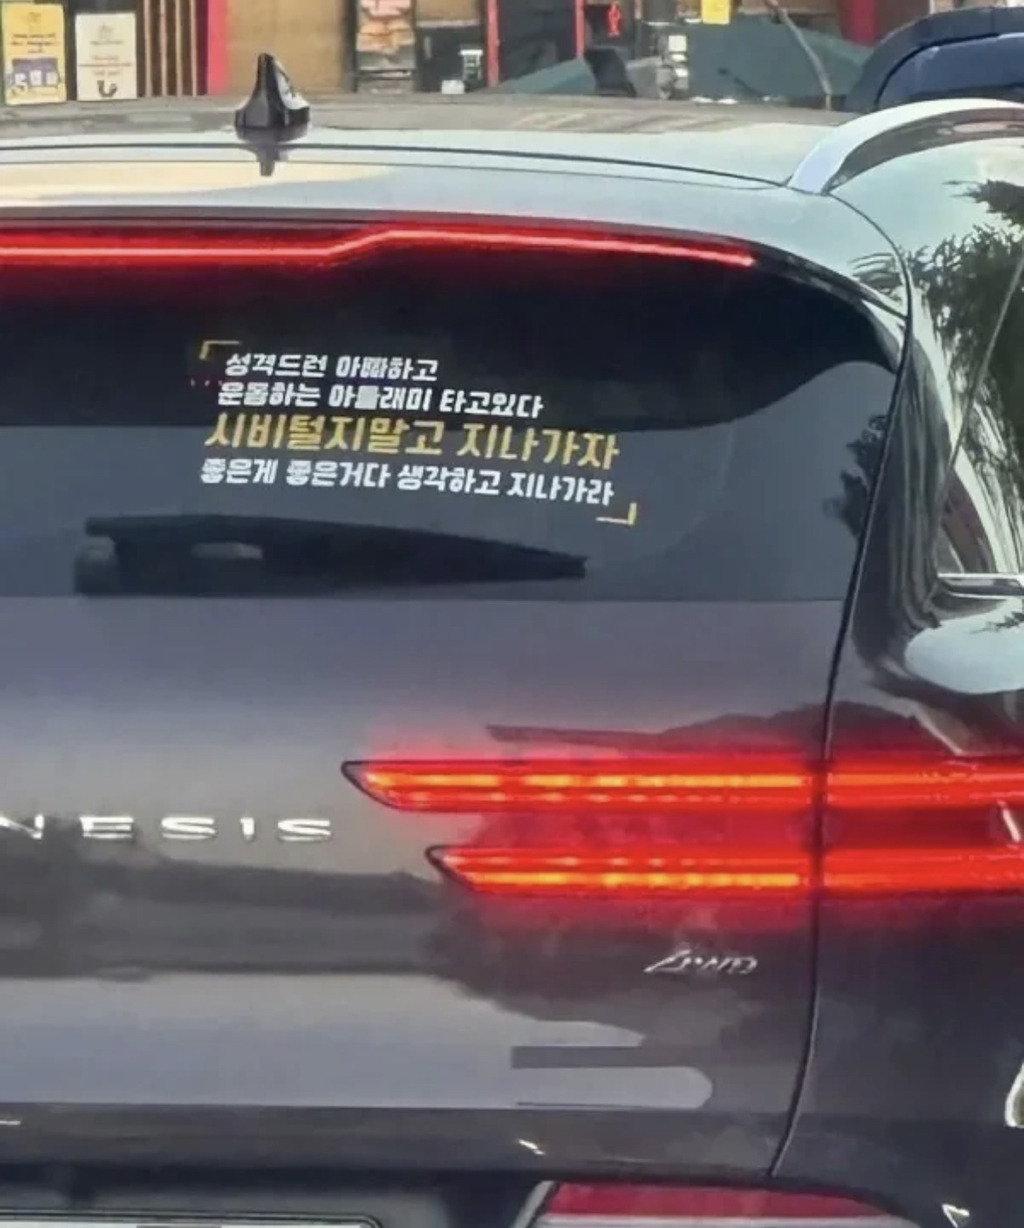 성격드런 아빠하고
운동하는 아들래미 타고있다
시비털지말고 지나가자
좋은게 좋은거다 생각하고 지나가라
NESIS
AWD